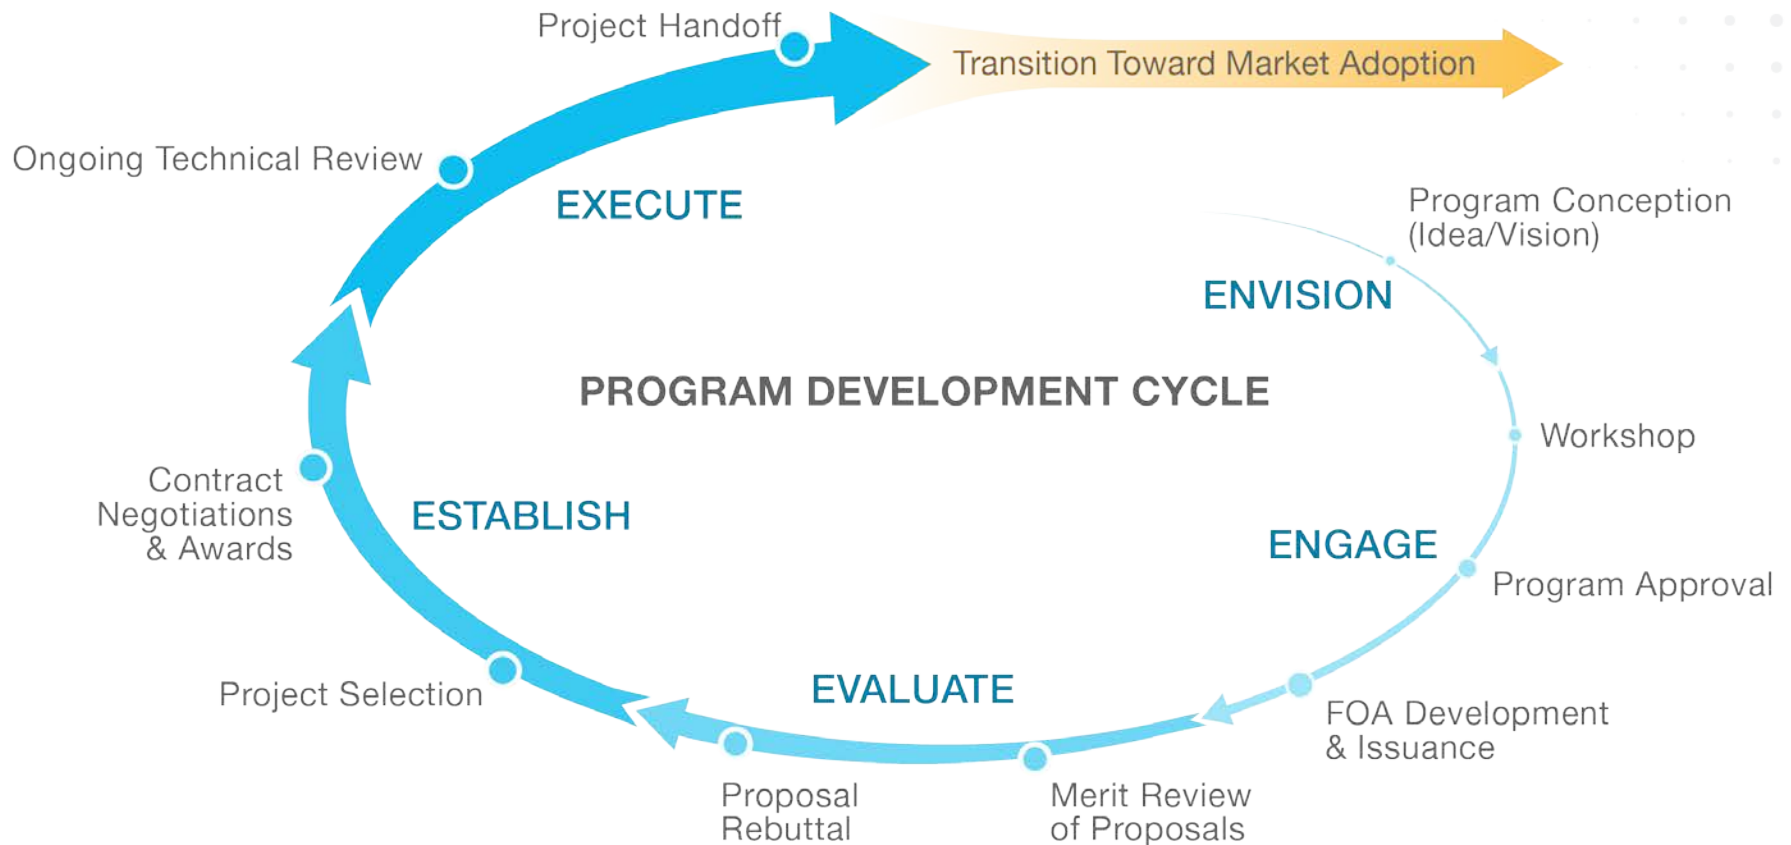 Project Handoff
Transition Toward Market Adoption
Ongoing Technical Review
EXECUTE
Program Conception
(Idea/Vision)
ENVISION
PROGRAM DEVELOPMENT CYCLE
Workshop
Contract
Negotiations
& Awards
ESTABLISH
ENGAGE
Program Approval
Project Selection
EVALUATE
FOA Development
& Issuance
Proposal
Rebuttal
Merit Review
of Proposals